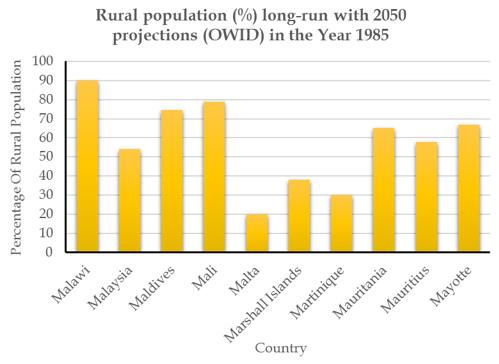 Rural population (%) long-run with 2050
projections (OWID) in the Year 1985
Percentage Of Rural Population
100
90
80
70
60
50
40
30
20
10
0
Malawi
Malaysia
Maldives
Mali
Malta
Marshall Islands
Martinique
Mauritania
Mauritius
Mayotte
Country